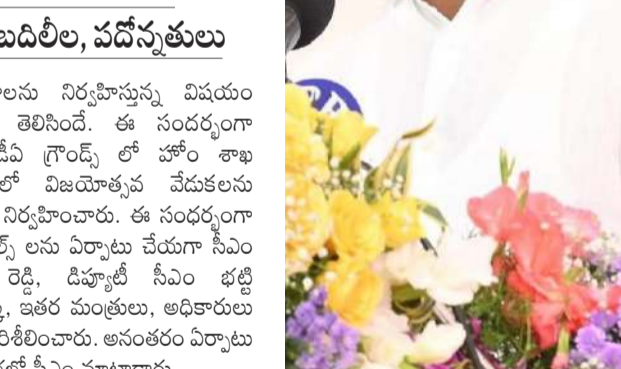 బదిలీల, పదోన్నతులు
లను నిర్వహిస్తున్న విషయం
తెలిసిందే. ఈ సందర్భంగా
డీఏ గ్రౌండ్స్ లో హోం శాఖ
లో విజయోత్సవ వేడుకలను
నిర్వహించారు. ఈ సంధర్భంగా
ల్స్ లను ఏర్పాటు చేయగా సీఎం
రెడ్డి, డిప్యూటీ సీఎం భట్టి
, ఇతర మంత్రులు, అధికారులు
రిశీలించారు. అనంతరం ఏర్పాటు